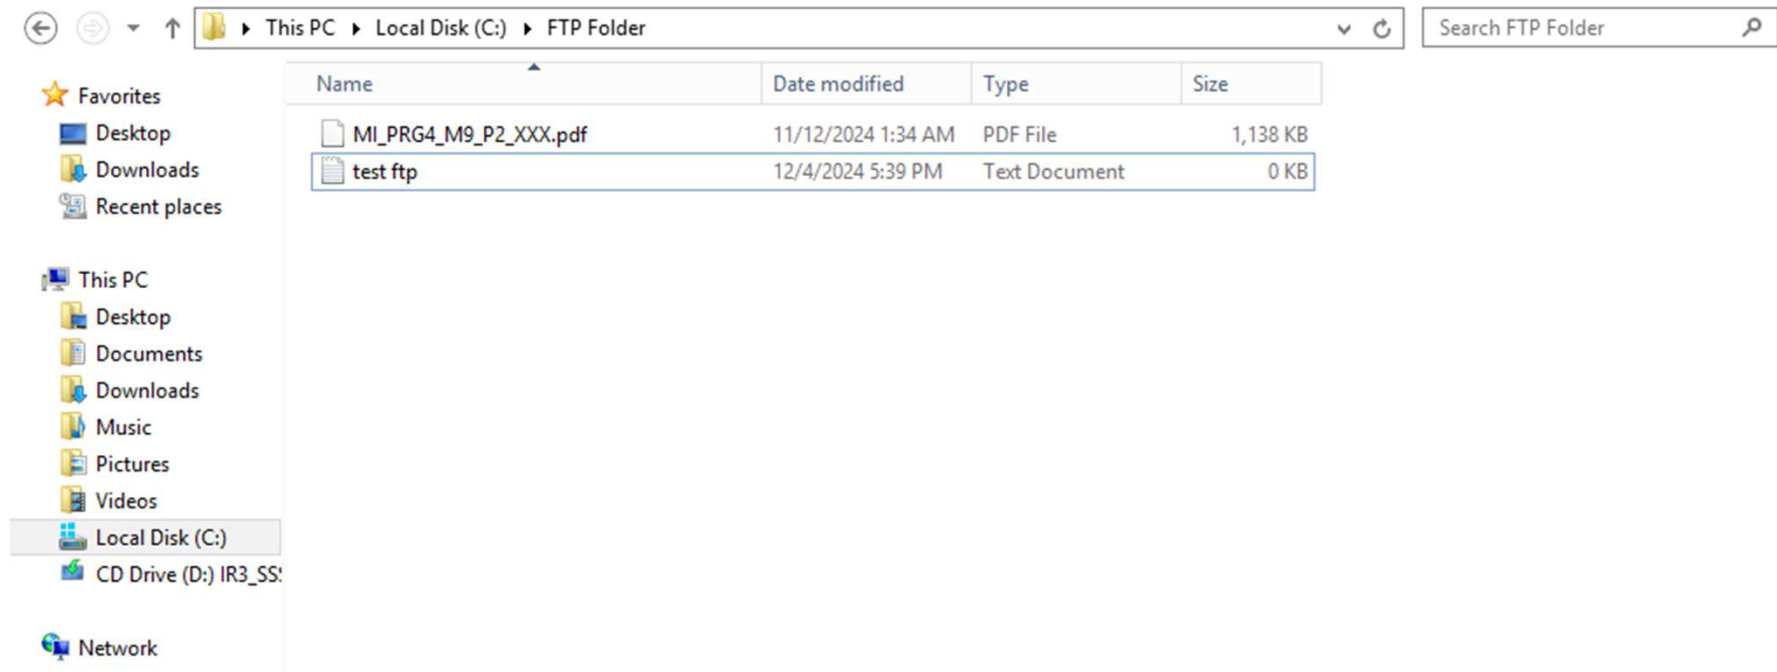 This PC Local Disk (C:) FTP Folder
Search FTP Folder
Name Date modified Type Size
MI_PRG4_M9_P2_XXX.pdf 11/12/2024 1:34 AM PDF File 1,138 KB
test ftp 12/4/2024 5:39 PM Text Document 0 KB
Favorites
Desktop
Downloads
Recent places
This PC
Desktop
Documents
Downloads
Music
Pictures
Videos
Local Disk (C:)
CD Drive (D:) IR3_SS
Network